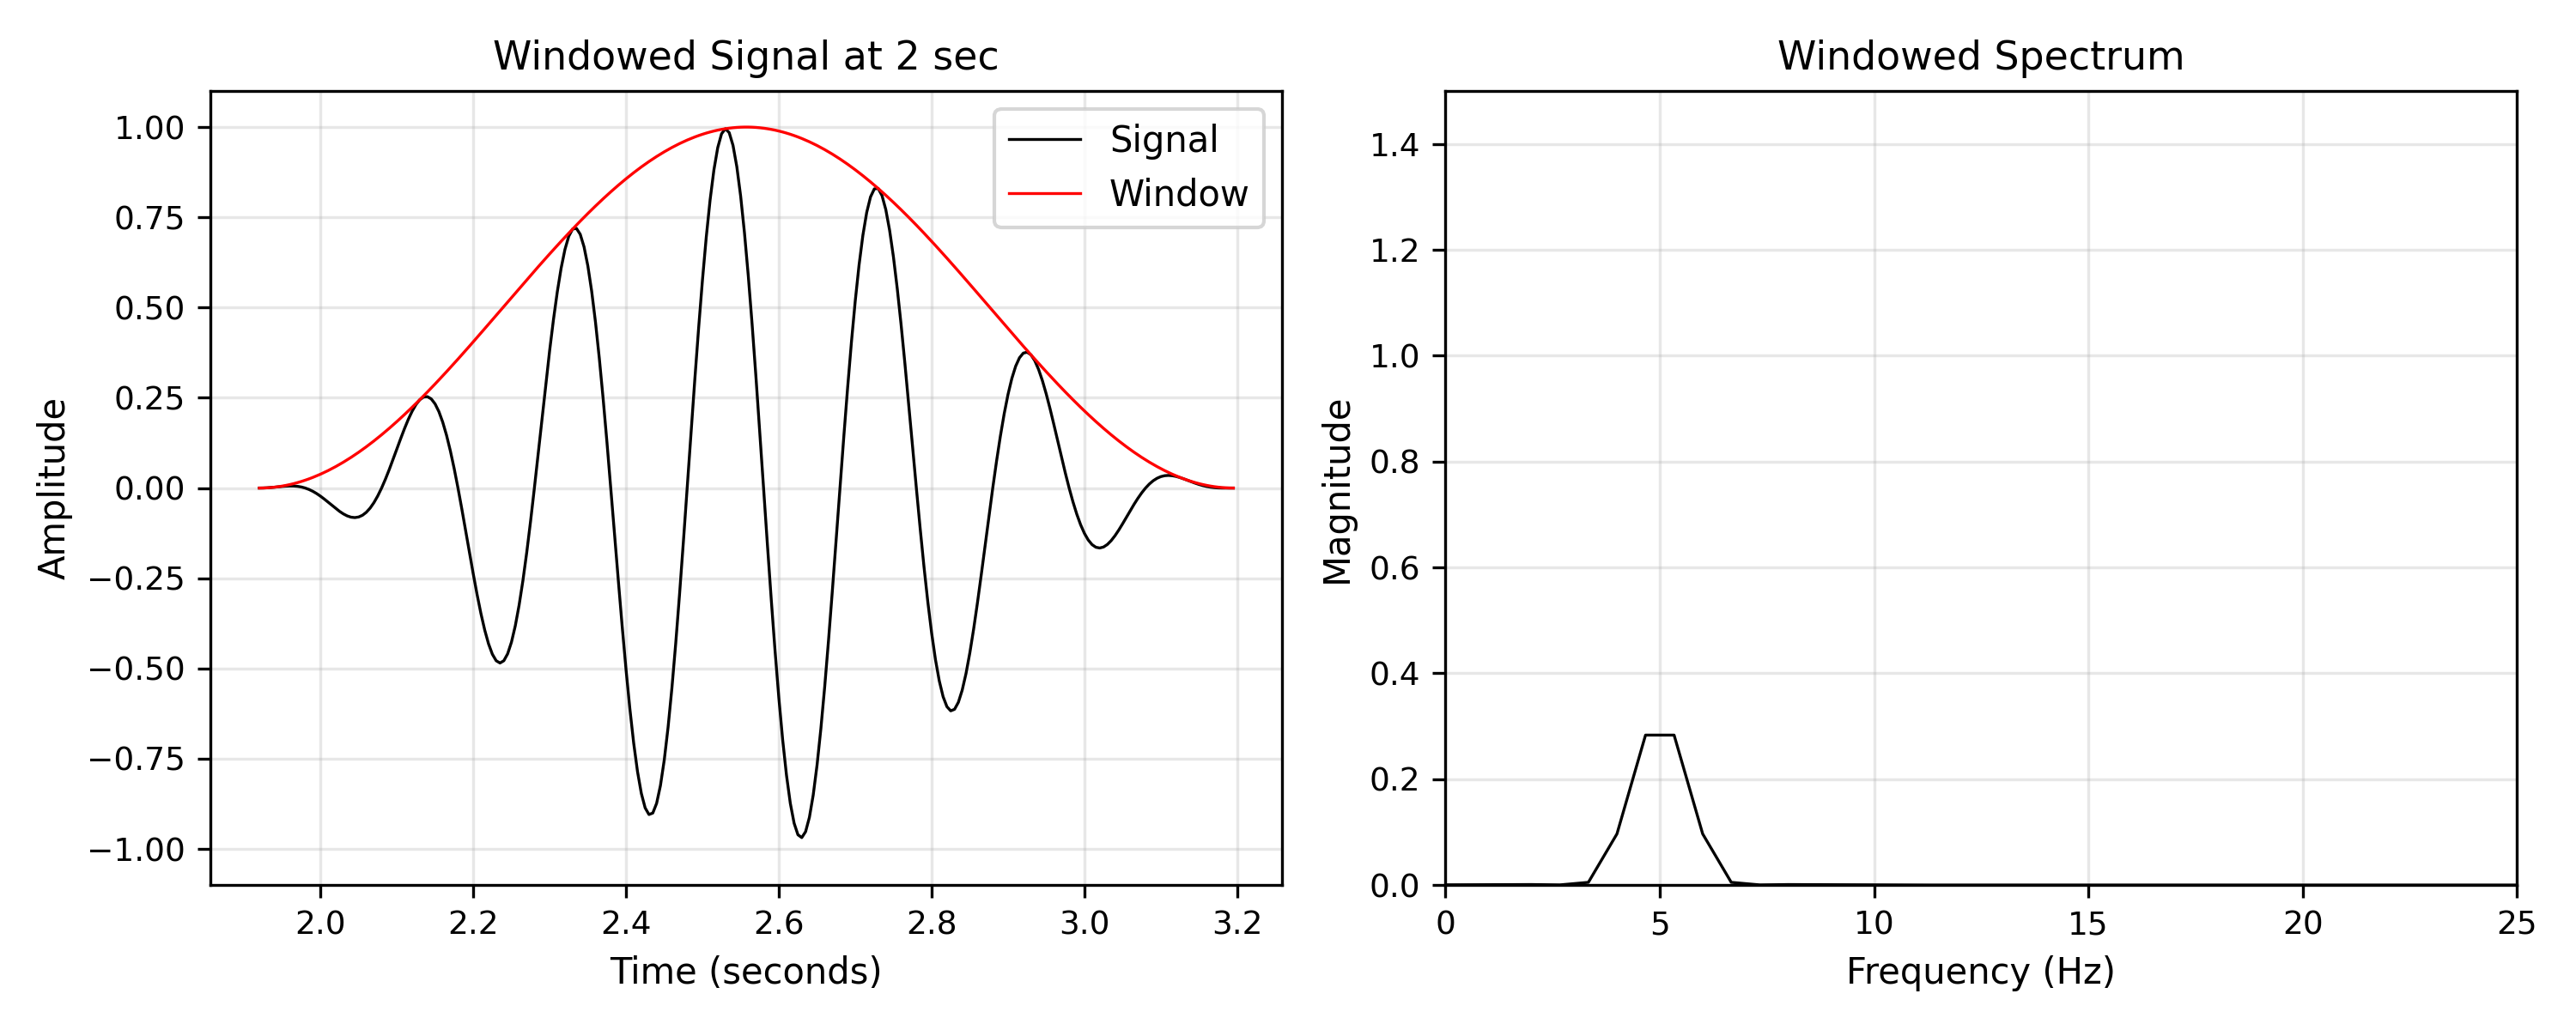 Windowed Signal at 2 sec
Signal
Window
1.00
0.75
0.50
0.25
0.00
−0.25
−0.50
−0.75
−1.00
Amplitude
2.0 2.2 2.4 2.6 2.8 3.0 3.2
Time (seconds)
Windowed Spectrum
1.4
1.2
1.0
0.8
0.6
0.4
0.2
0.0
Magnitude
0 5 10 15 20 25
Frequency (Hz)